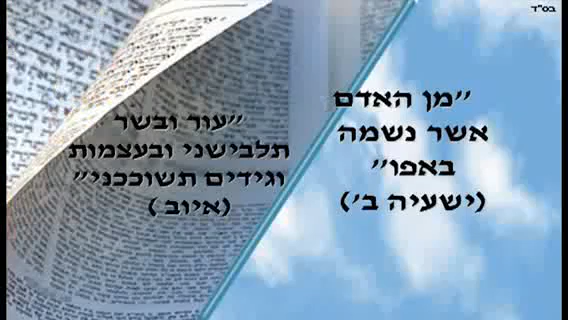 בס"ד
"מן האדם
אשר נשמה
באפו"
(ישעיה ב')
"עור ובשר
תלבישני ובעצמות
וגידים תשוככני"
(איוב )